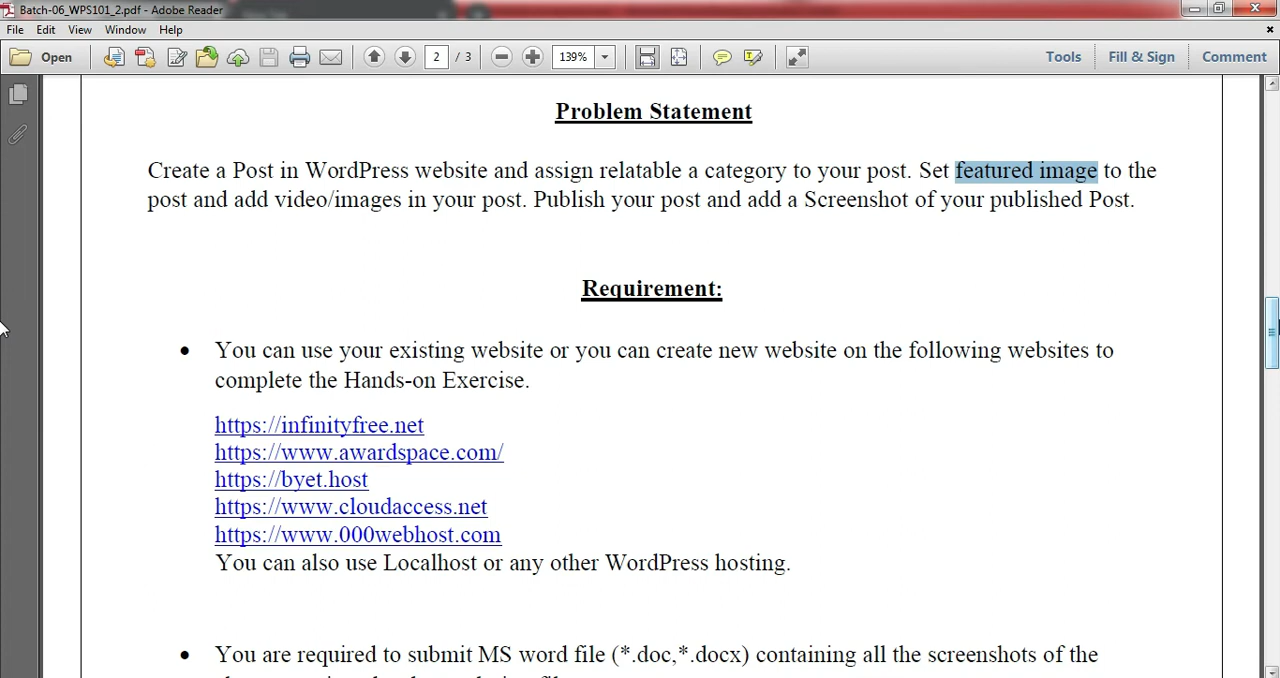 Batch-06_WPS101_2.pdf - Adobe Reader
File Edit View Window Help
Open 2 / 3 139% Tools Fill & Sign Comment
Problem Statement
Create a Post in WordPress website and assign relatable a category to your post. Set featured image to the
post and add video/images in your post. Publish your post and add a Screenshot of your published Post.
Requirement:
• You can use your existing website or you can create new website on the following websites to
complete the Hands-on Exercise.
https://infinityfree.net
https://www.awardspace.com/
https://byet.host
https://www.cloudaccess.net
https://www.000webhost.com
You can also use Localhost or any other WordPress hosting.
• You are required to submit MS word file (*.doc,*.docx) containing all the screenshots of the